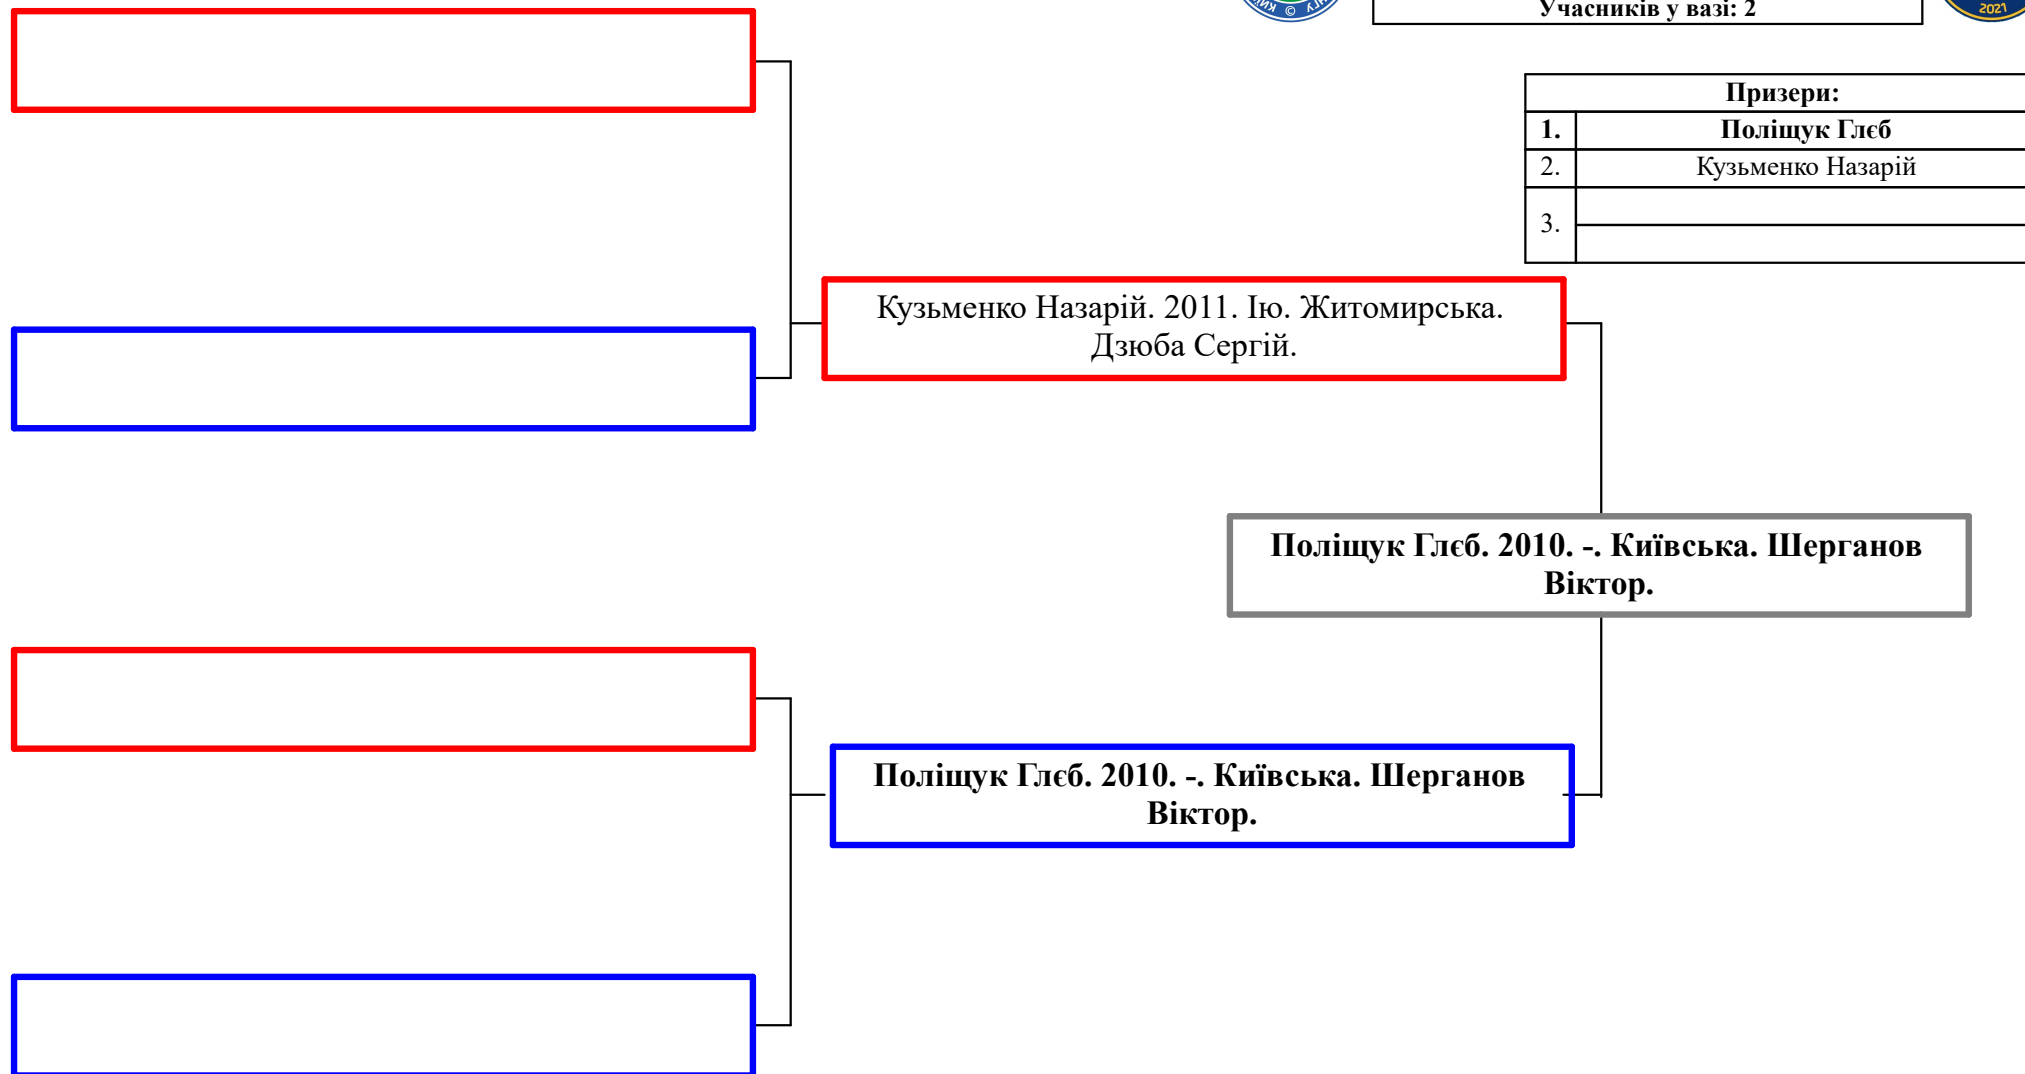 Учасників у вазі: 2
2021
Призери:
1. Поліщук Глєб
2. Кузьменко Назарій
3.
Кузьменко Назарій. 2011. Ію. Житомирська.
Дзюба Сергій.
Поліщук Глєб. 2010. -. Київська. Шерганов
Віктор.
Поліщук Глєб. 2010. -. Київська. Шерганов
Віктор.